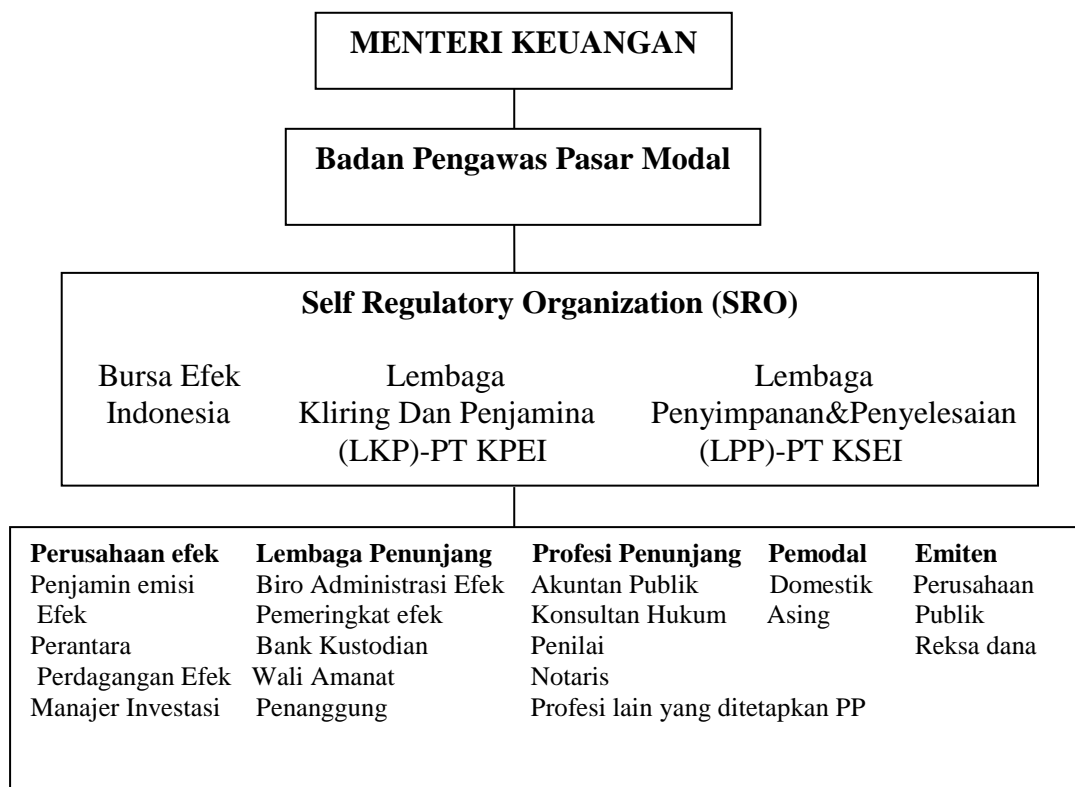 MENTERI KEUANGAN
Badan Pengawas Pasar Modal
Self Regulatory Organization (SRO)
Bursa Efek
Indonesia
Lembaga
Kliring Dan Penjamina
(LKP)-PT KPEI
Lembaga
Penyimpanan&Penyelesaian
(LPP)-PT KSEI
Perusahaan efek
Penjamin emisi
Efek
Perantara
Perdagangan Efek
Manajer Investasi
Lembaga Penunjang
Biro Administrasi Efek
Pemeringkat efek
Bank Kustodian
Wali Amanat
Penanggung
Profesi Penunjang
Akuntan Publik
Konsultan Hukum
Penilai
Notaris
Profesi lain yang ditetapkan PP
Pemodal
Domestik
Asing
Emiten
Perusahaan
Publik
Reksa dana